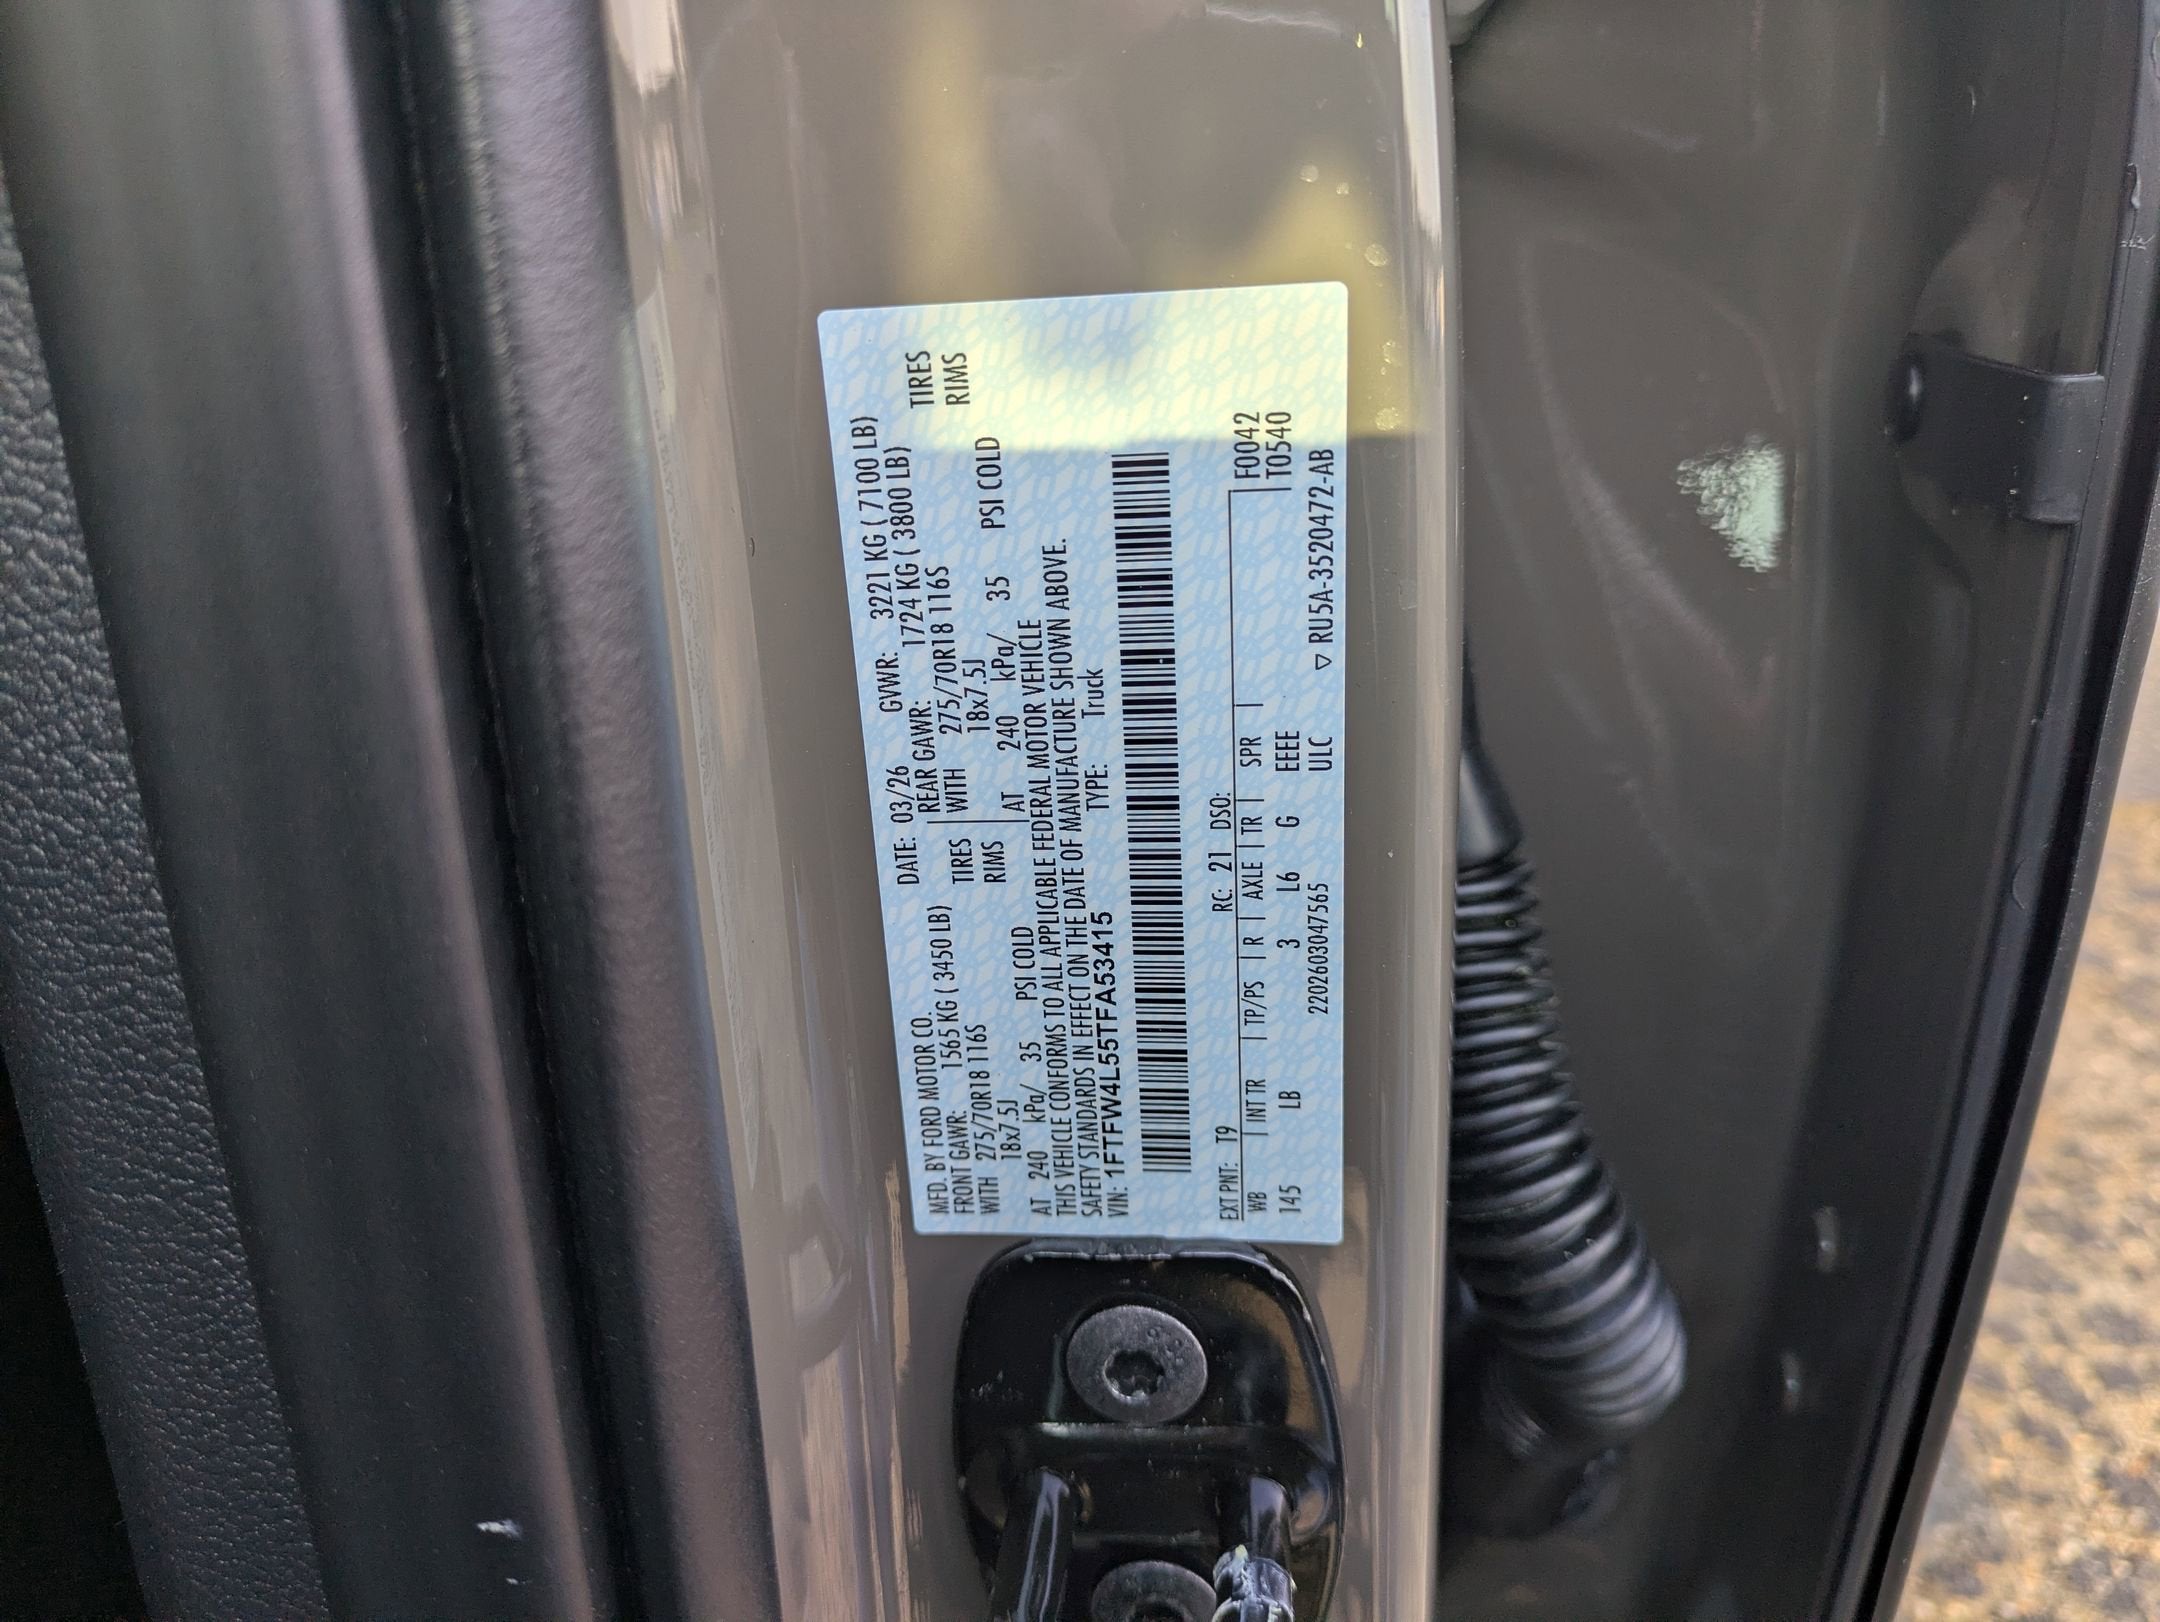 MFD. BY FORD MOTOR CO. DATE: 03/26 GVWR: 3221 KG ( 7100 LB)
FRONT GAWR: 1565 KG ( 3450 LB) REAR GAWR: 1724 KG ( 3800 LB)
WITH 275/70R18 116S TIRES WITH 275/70R18 116S TIRES
18x7.5J RIMS 18x7.5J RIMS
AT 240 kPa/ 35 PSI COLD AT 240 kPa/ 35 PSI COLD
THIS VEHICLE CONFORMS TO ALL APPLICABLE FEDERAL MOTOR VEHICLE
SAFETY STANDARDS IN EFFECT ON THE DATE OF MANUFACTURE SHOWN ABOVE.
VIN: 1FTFW4L55TFA53415 TYPE: Truck
EXT PNT: T9 RC: 21 DSO: F0042
WB INT TR TP/PS R AXLE TR SPR T0540
145 LB 3 L6 G EEE
2202603047565 ULC ▽ RU5A-3520472-AB